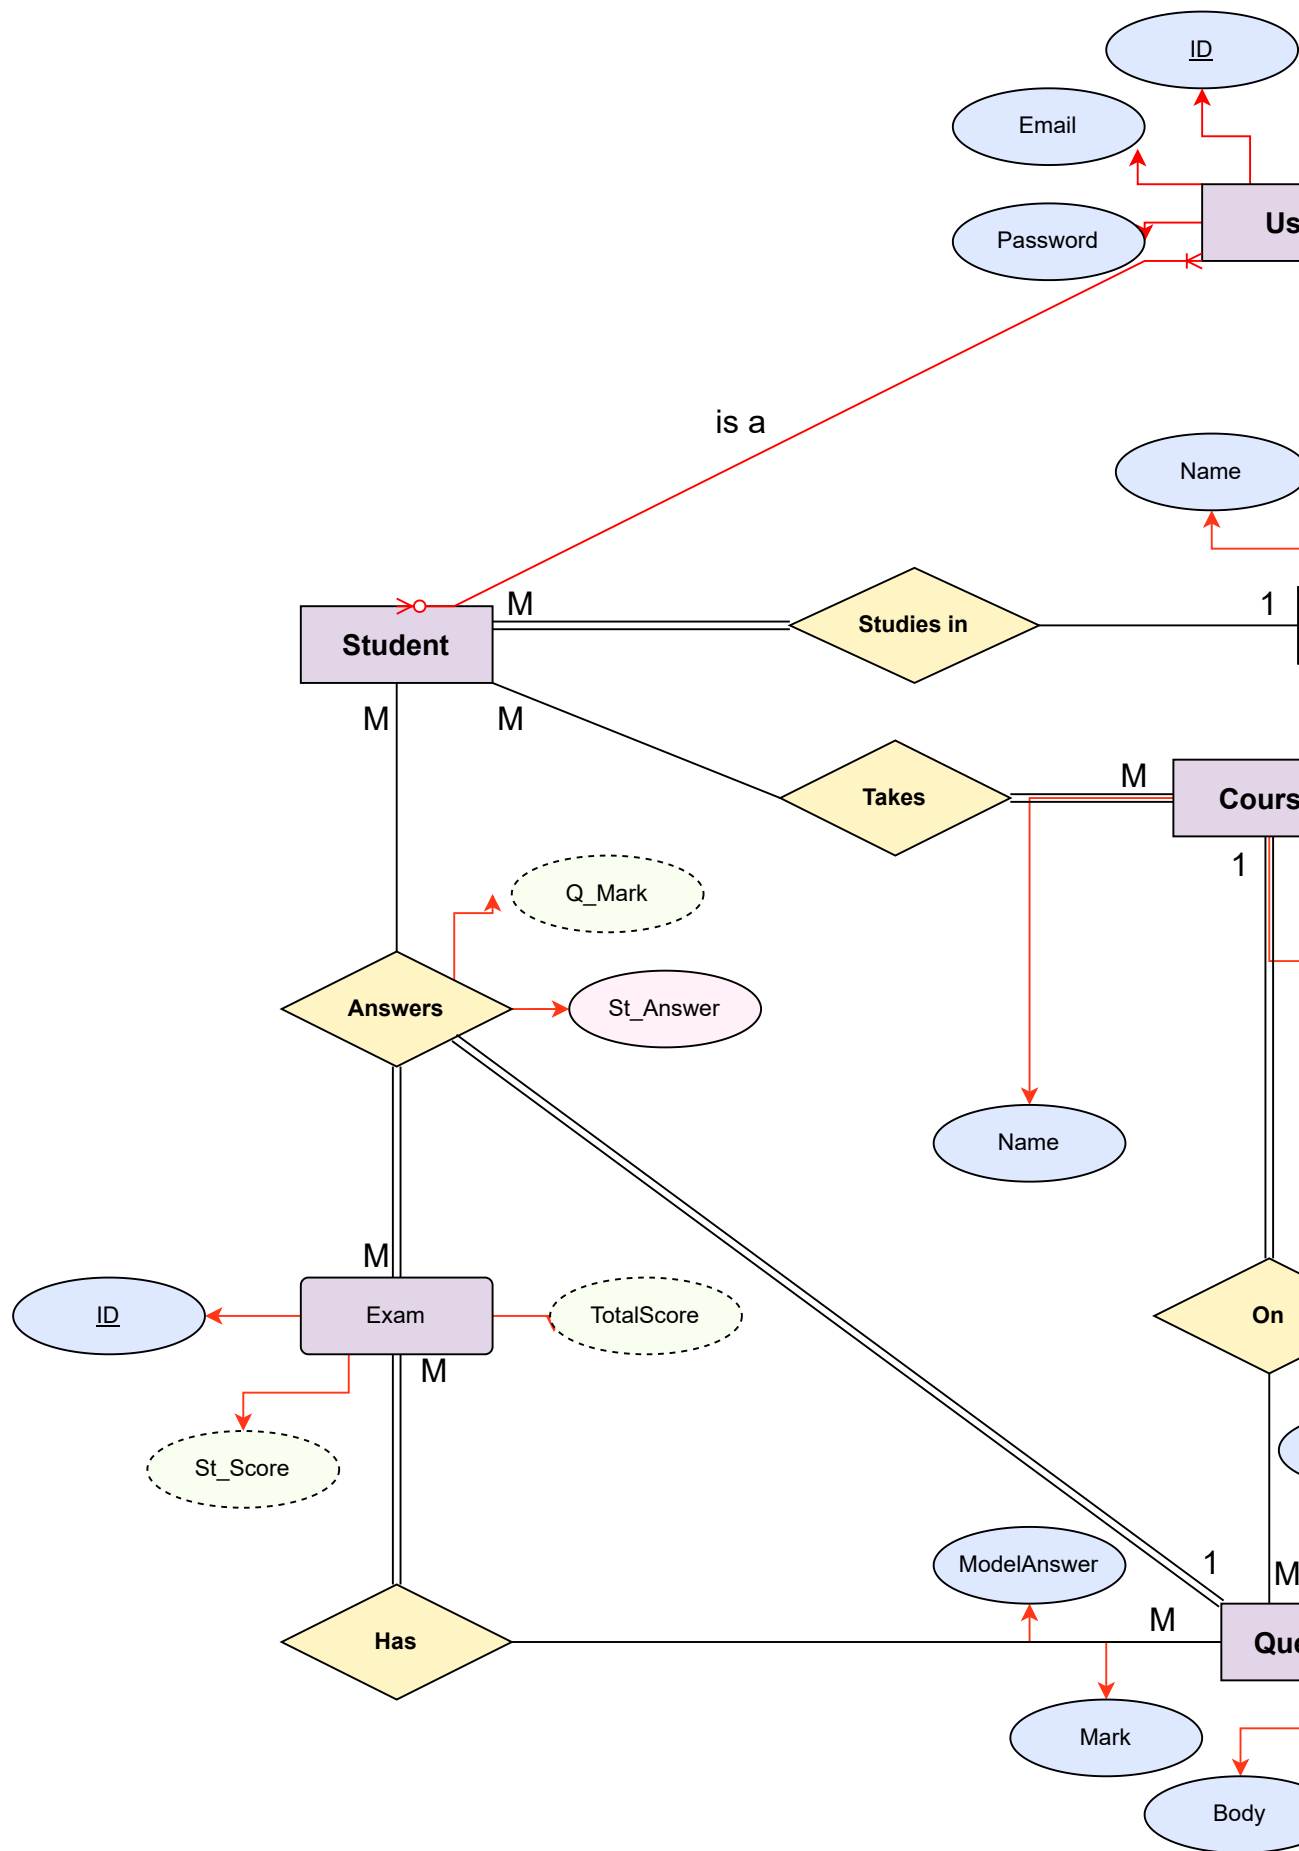 ID
Email
Us
Password
is a
Name
M
Studies in
1
Student
M
M
Takes
M
Cours
1
Q_Mark
Answers
St_Answer
Name
M
ID
Exam
TotalScore
On
M
St_Score
ModelAnswer
1
M
M
Has
Que
Mark
Body